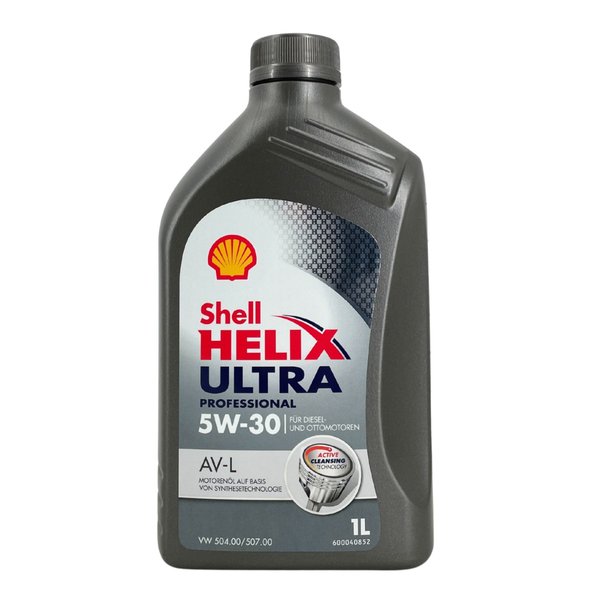 Shell
HELIX
ULTRA
PROFESSIONAL
5W-30
FÜR DIESEL-
UND OTTOMOTOREN
ACTIVE
CLEANSING
TECHNOLOGY
AV-L
MOTORENÖL AUF BASIS
VON SYNTHESETECHNOLOGIE
1L
VW 504.00/507.00
600040852